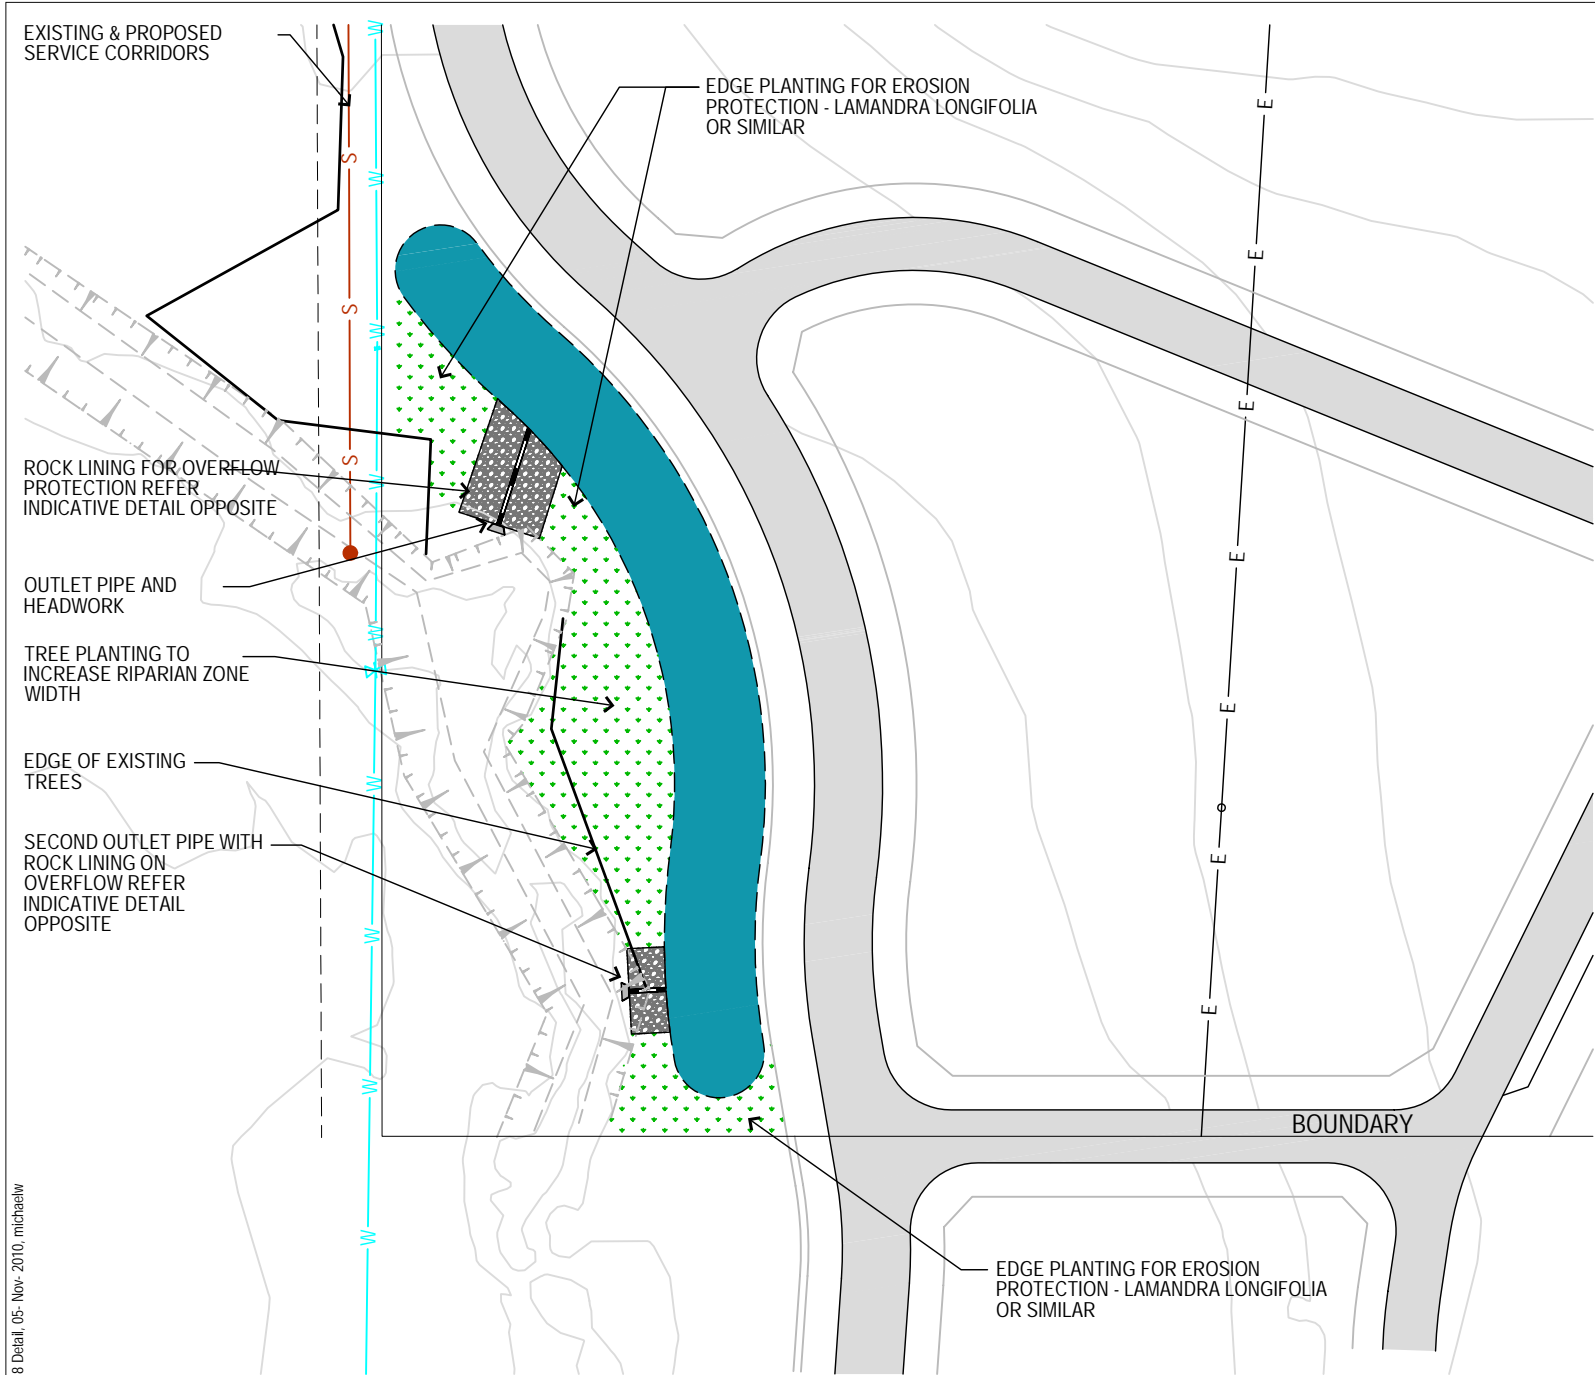 EXISTING & PROPOSED
SERVICE CORRIDORS
EDGE PLANTING FOR EROSION
PROTECTION - LAMANDRA LONGIFOLIA
OR SIMILAR
ROCK LINING FOR OVERFLOW
PROTECTION REFER
INDICATIVE DETAIL OPPOSITE
OUTLET PIPE AND
HEADWORK
TREE PLANTING TO
INCREASE RIPARIAN ZONE
WIDTH
EDGE OF EXISTING
TREES
SECOND OUTLET PIPE WITH
ROCK LINING ON
OVERFLOW REFER
INDICATIVE DETAIL
OPPOSITE
BOUNDARY
EDGE PLANTING FOR EROSION
PROTECTION - LAMANDRA LONGIFOLIA
OR SIMILAR
8 Detail, 05- Nov- 2010, michaelw
W
W
W
W
W
W
W
W
W
S
S
S
E
E
E
E
E
E
E